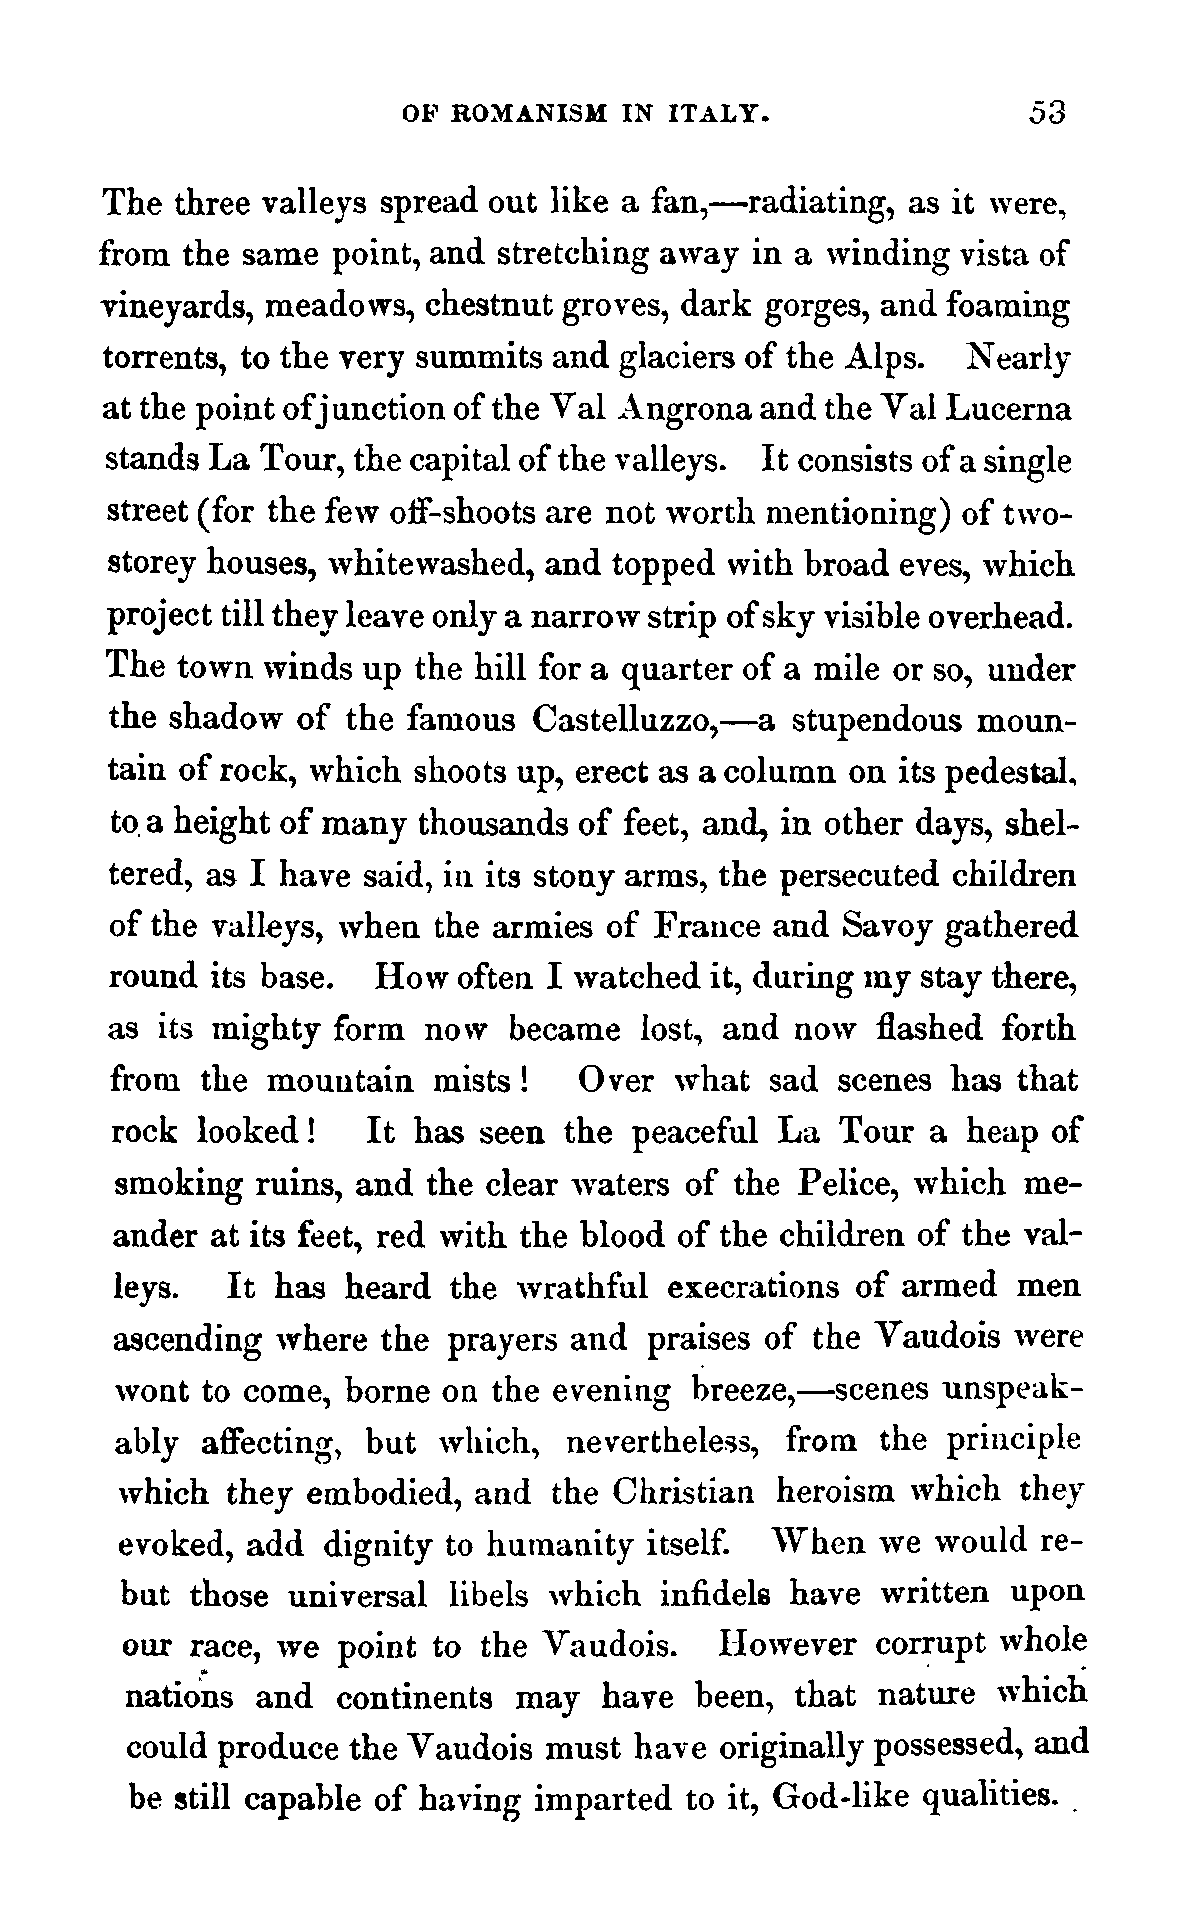 OF ROMANISM IN ITALY. 53
The three valleys spread out like a fan,—radiating, as it were,
from the same point, and stretching away in a winding vista of
vineyards, meadows, chestnut groves, dark gorges, and foaming
torrents, to the very summits and glaciers of the Alps. Nearly
at the point of junction of the Val Angrona and the Val Lucerna
stands La Tour, the capital of the valleys. It consists of a single
street (for the few off-shoots are not worth mentioning) of two-
storey houses, whitewashed, and topped with broad eves, which
project till they leave only a narrow strip of sky visible overhead.
The town winds up the hill for a quarter of a mile or so, under
the shadow of the famous Castelluzzo,—a stupendous moun-
tain of rock, which shoots up, erect as a column on its pedestal,
to a height of many thousands of feet, and, in other days, shel-
tered, as I have said, in its stony arms, the persecuted children
of the valleys, when the armies of France and Savoy gathered
round its base. How often I watched it, during my stay there,
as its mighty form now became lost, and now flashed forth
from the mountain mists! Over what sad scenes has that
rock looked! It has seen the peaceful La Tour a heap of
smoking ruins, and the clear waters of the Pelice, which me-
ander at its feet, red with the blood of the children of the val-
leys. It has heard the wrathful execrations of armed men
ascending where the prayers and praises of the Vaudois were
wont to come, borne on the evening breeze,—scenes unspeak-
ably affecting, but which, nevertheless, from the principle
which they embodied, and the Christian heroism which they
evoked, add dignity to humanity itself. When we would re-
but those universal libels which infidels have written upon
our race, we point to the Vaudois. However corrupt whole
nations and continents may have been, that nature which
could produce the Vaudois must have originally possessed, and
be still capable of having imparted to it, God-like qualities.